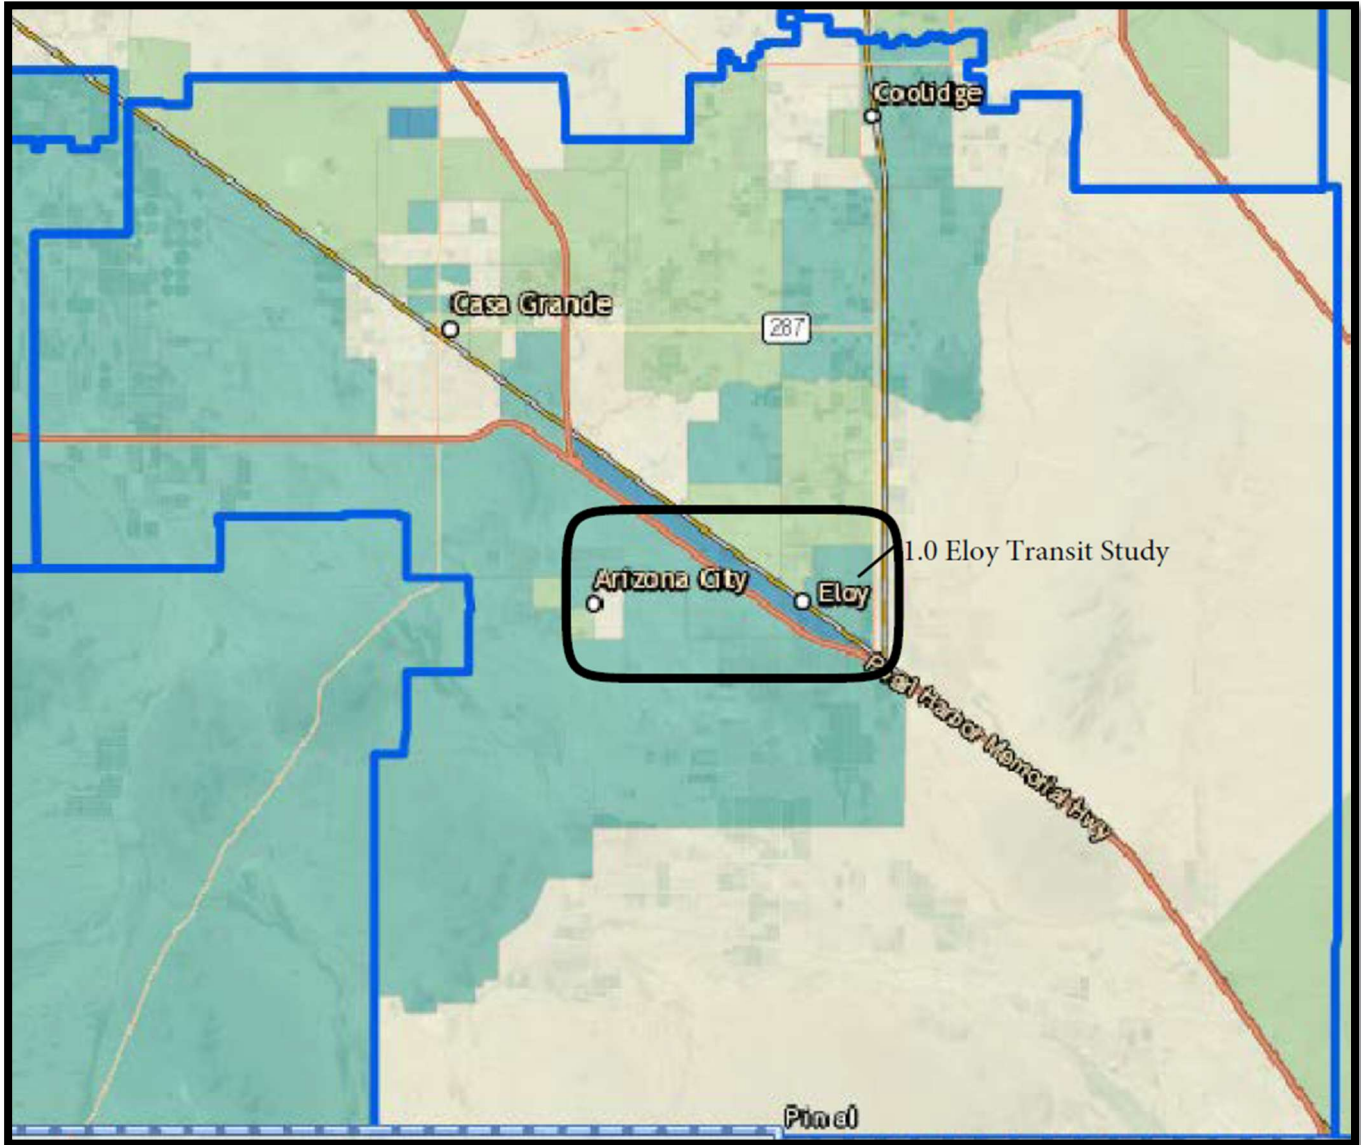 Coolidge
Casa Grande
287
1.0 Eloy Transit Study
Arizona City
Eloy
Pearl Harbor Memorial Hwy
Pinal